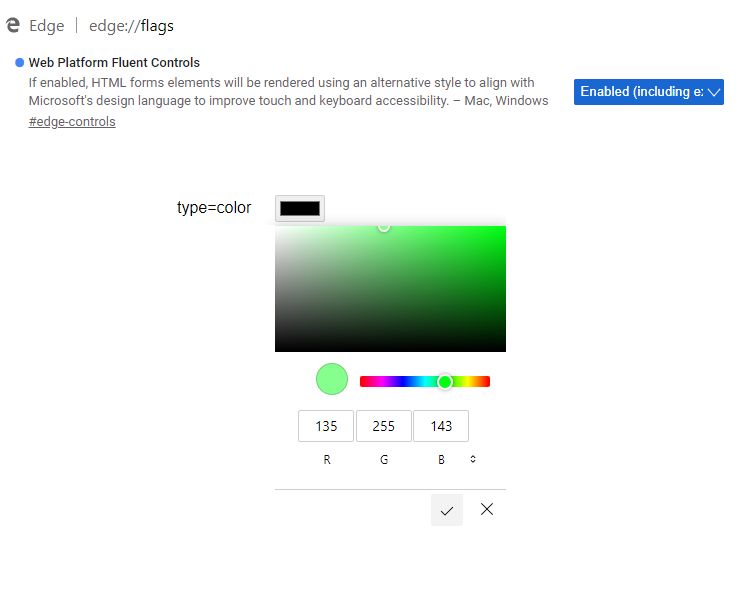 Edge | edge://flags
Web Platform Fluent Controls
If enabled, HTML forms elements will be rendered using an alternative style to align with
Microsoft's design language to improve touch and keyboard accessibility. – Mac, Windows
Enabled (including e:
#edge-controls
type=color
135 255 143
R G B